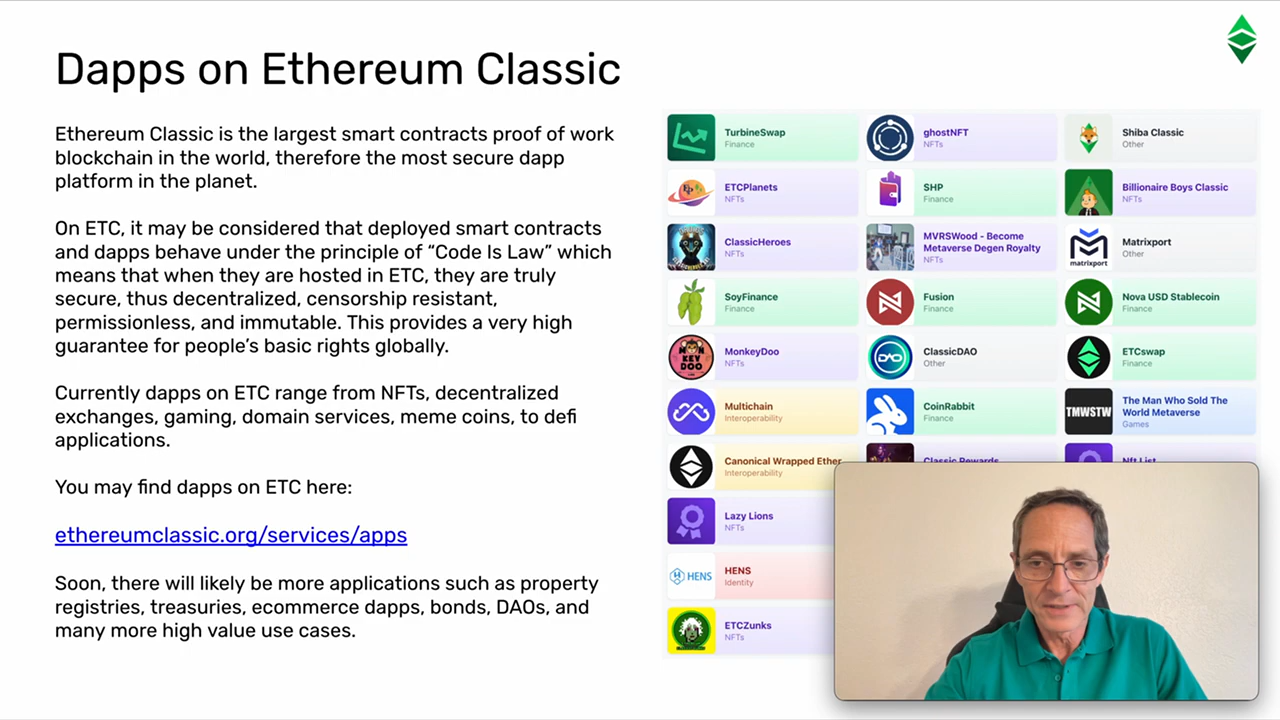 Dapps on Ethereum Classic
Ethereum Classic is the largest smart contracts proof of work
blockchain in the world, therefore the most secure dapp
platform in the planet.
On ETC, it may be considered that deployed smart contracts
and dapps behave under the principle of “Code Is Law” which
means that when they are hosted in ETC, they are truly
secure, thus decentralized, censorship resistant,
permissionless, and immutable. This provides a very high
guarantee for people’s basic rights globally.
Currently dapps on ETC range from NFTs, decentralized
exchanges, gaming, domain services, meme coins, to defi
applications.
You may find dapps on ETC here:
ethereumclassic.org/services/apps
Soon, there will likely be more applications such as property
registries, treasuries, ecommerce dapps, bonds, DAOs, and
many more high value use cases.
TurbineSwap
Finance
ghostNFT
NFTs
Shiba Classic
Other
ETCPlanets
NFTs
SHP
Finance
Billionaire Boys Classic
NFTs
ClassicHeroes
NFTs
MVRSWood - Become
Metaverse Degen Royalty
NFTs
matrixport
Matrixport
Other
SoyFinance
Finance
Fusion
Finance
Nova USD Stablecoin
Finance
MONKEY
DOO
MonkeyDoo
NFTs
DAO
ClassicDAO
Other
ETCswap
Finance
Multichain
Interoperability
CoinRabbit
Finance
TMWSTW
The Man Who Sold The
World Metaverse
Games
Canonical Wrapped Ether
Interoperability
Classic Rewards
Nft List
Lazy Lions
NFTs
HENS
HENS
Identity
ETCZunks
NFTs